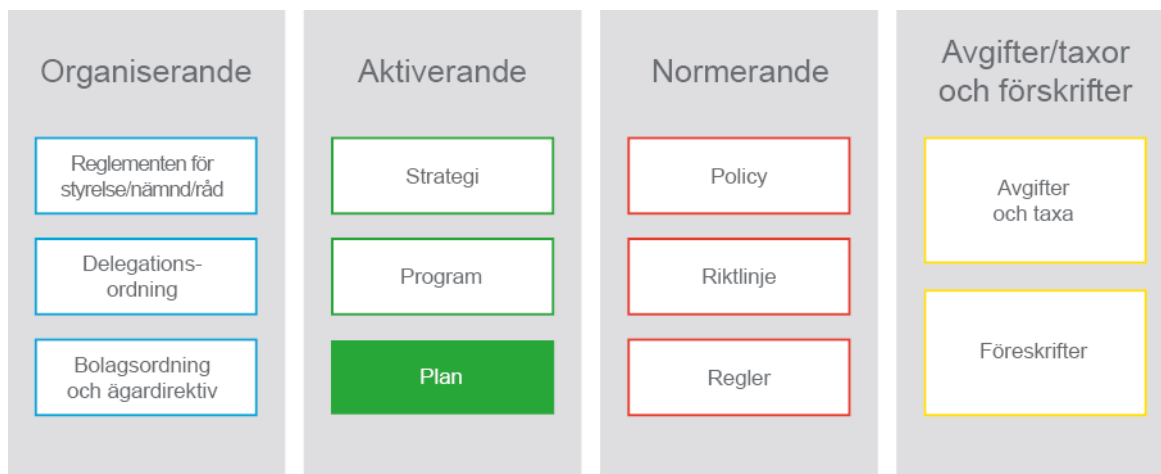 Organiserande
Reglementen för
styrelse/nämnd/råd
Delegations-
ordning
Bolagsordning
och ägardirektiv
Aktiverande
Strategi
Program
Plan
Normerande
Policy
Riktlinje
Regler
Avgifter/taxor
och förskrifter
Avgifter
och taxa
Föreskrifter